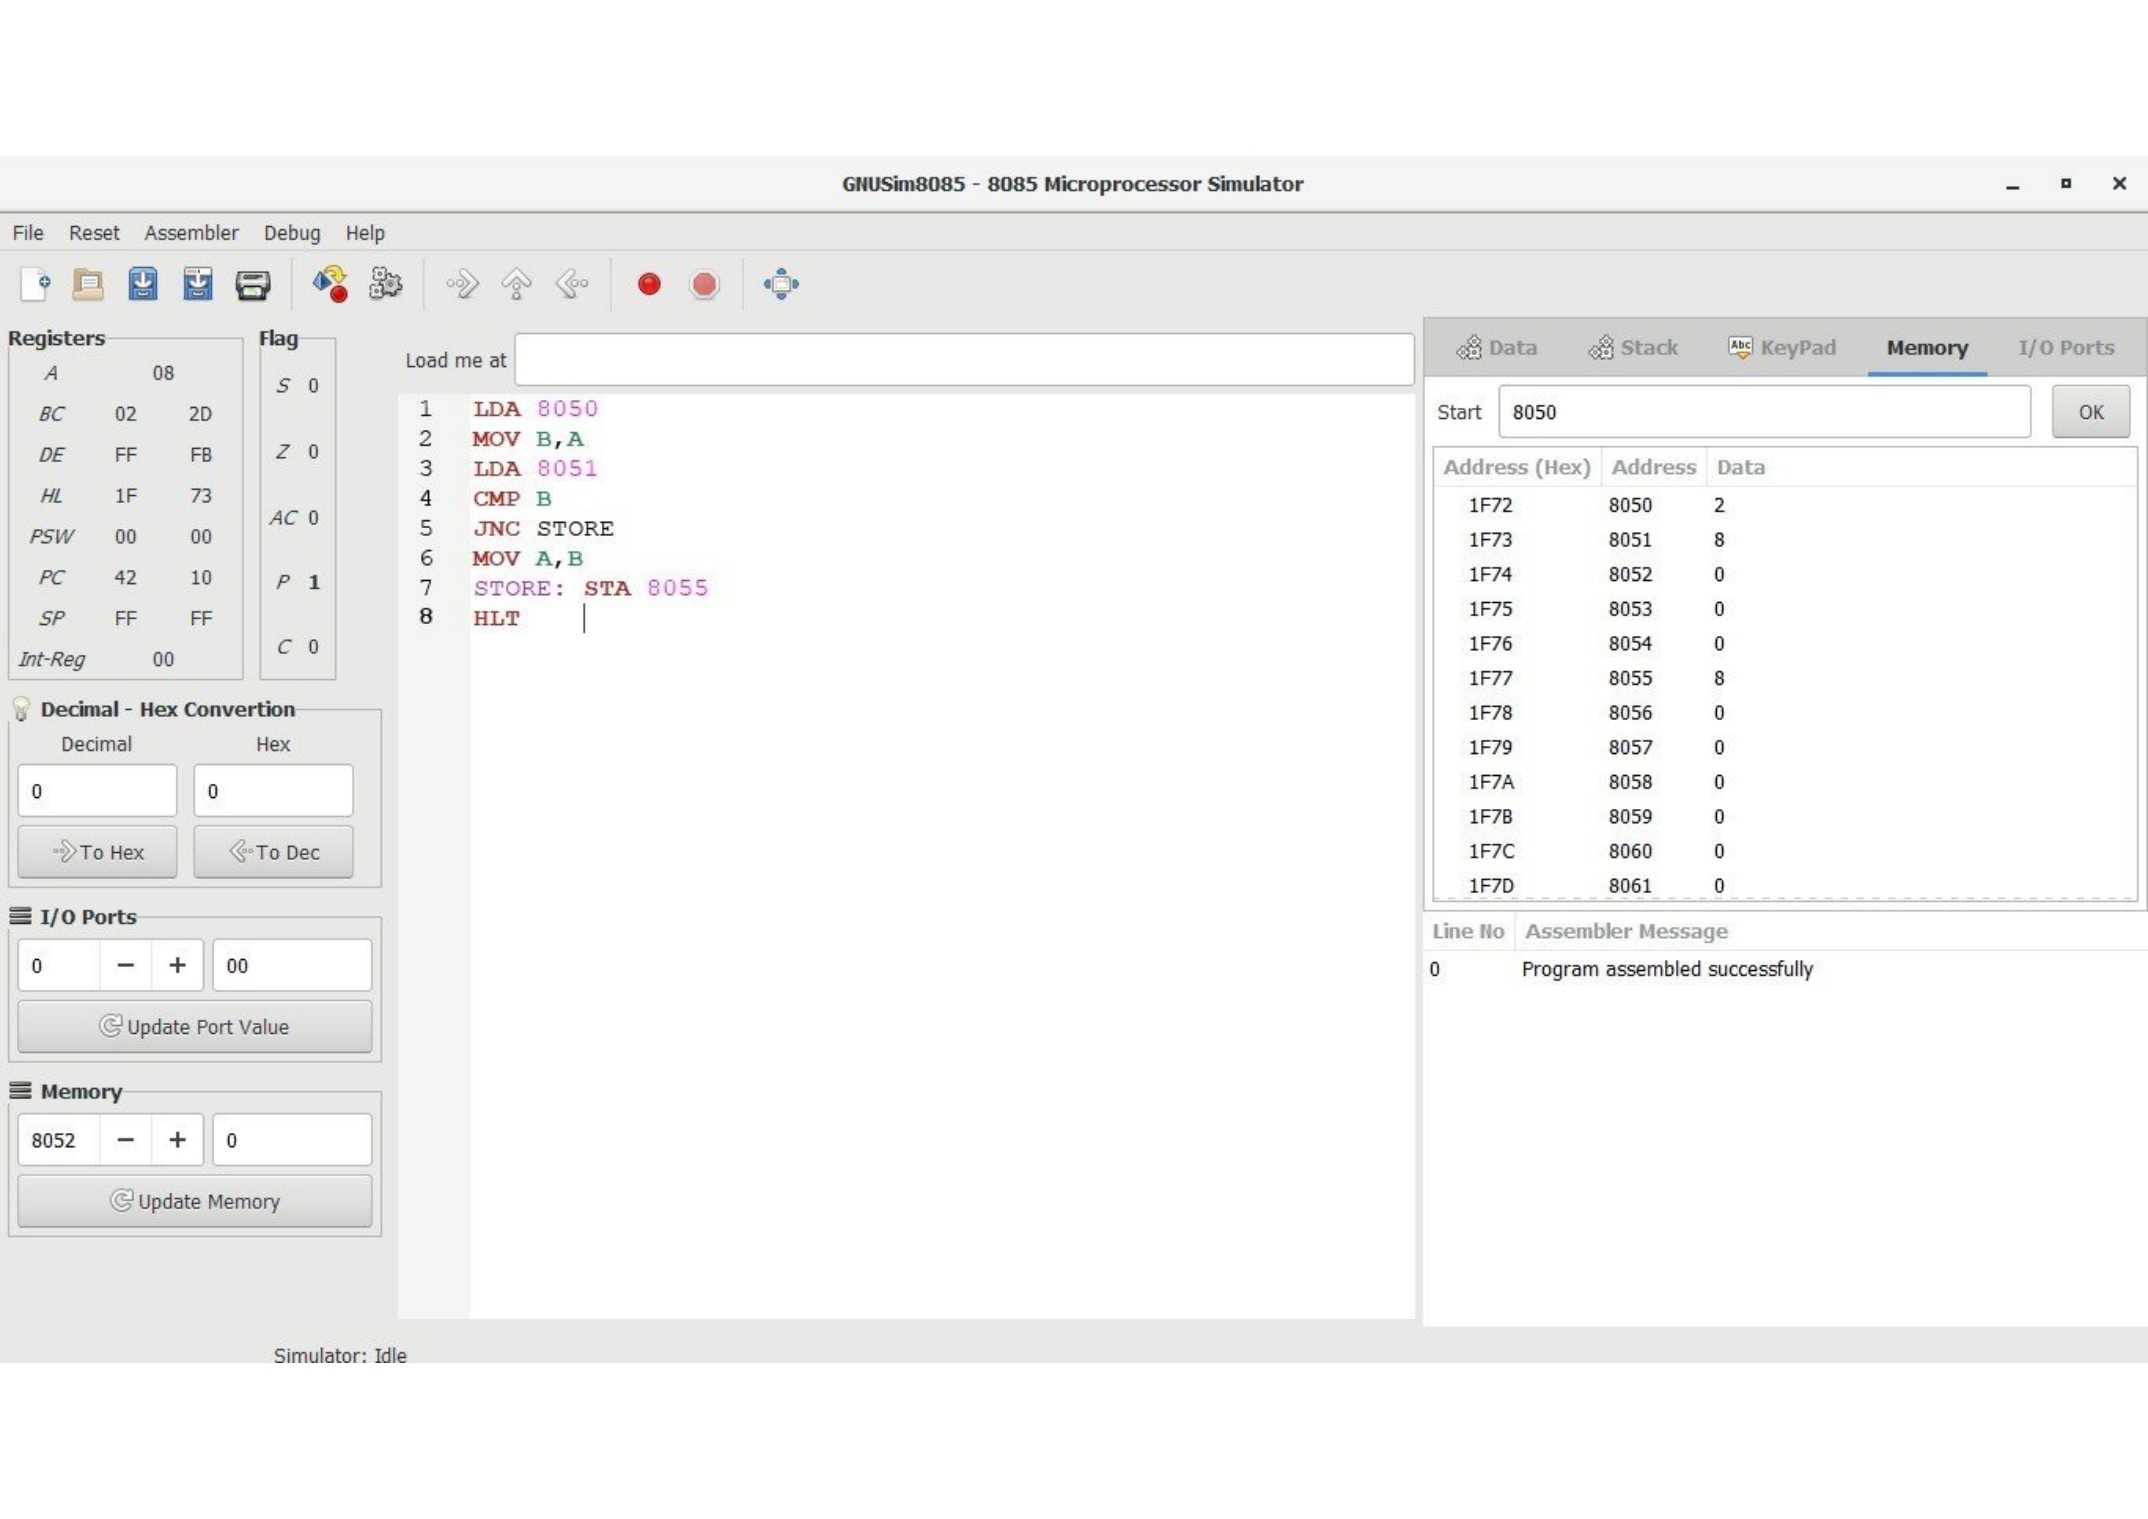 GNUSim8085 - 8085 Microprocessor Simulator
File Reset Assembler Debug Help
Registers
A 08
BC 02 2D
DE FF FB
HL 1F 73
PSW 00 00
PC 42 10
SP FF FF
Int-Reg 00
Flag
S 0
Z 0
AC 0
P 1
C 0
Decimal - Hex Convertion
Decimal Hex
0 0
To Hex To Dec
I/O Ports
0 − + 00
Update Port Value
Memory
8052 − + 0
Update Memory
Load me at
1 LDA 8050
2 MOV B,A
3 LDA 8051
4 CMP B
5 JNC STORE
6 MOV A,B
7 STORE: STA 8055
8 HLT
Data Stack Abc KeyPad Memory I/O Ports
Start 8050 OK
Address (Hex) Address Data
1F72 8050 2
1F73 8051 8
1F74 8052 0
1F75 8053 0
1F76 8054 0
1F77 8055 8
1F78 8056 0
1F79 8057 0
1F7A 8058 0
1F7B 8059 0
1F7C 8060 0
1F7D 8061 0
Line No Assembler Message
0 Program assembled successfully
Simulator: Idle